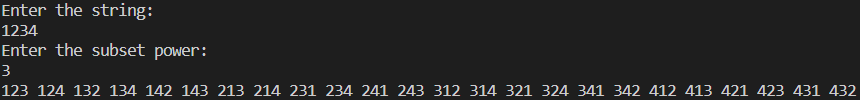 Enter the string:
1234
Enter the subset power:
3
123 124 132 134 142 143 213 214 231 234 241 243 312 314 321 324 341 342 412 413 421 423 431 432